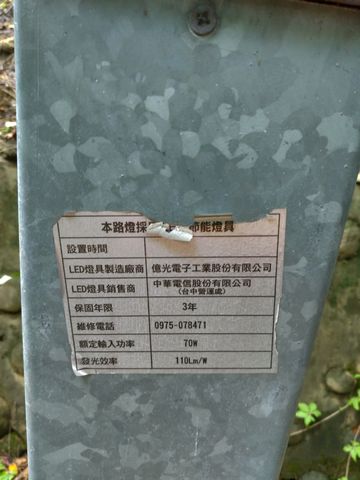 本路燈採 節能燈具
設置時間
LED燈具製造廠商 億光電子工業股份有限公司
LED燈具銷售商 中華電信股份有限公司
(台中營運處)
保固年限 3年
維修電話 0975-078471
額定輸入功率 70W
發光效率 110Lm/W